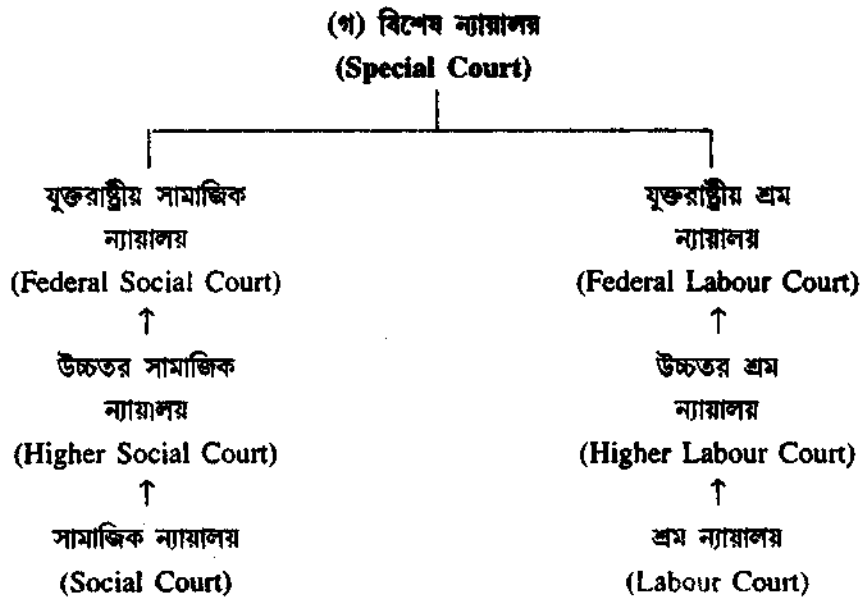 (গ) বিশেষ ন্যায়ালয়
(Special Court)
যুক্তরাষ্ট্রীয় সামাজিক
ন্যায়ালয়
(Federal Social Court)
↑
উচ্চতর সামাজিক
ন্যায়ালয়
(Higher Social Court)
↑
সামাজিক ন্যায়ালয়
(Social Court)
যুক্তরাষ্ট্রীয় শ্রম
ন্যায়ালয়
(Federal Labour Court)
↑
উচ্চতর শ্রম
ন্যায়ালয়
(Higher Labour Court)
↑
শ্রম ন্যায়ালয়
(Labour Court)